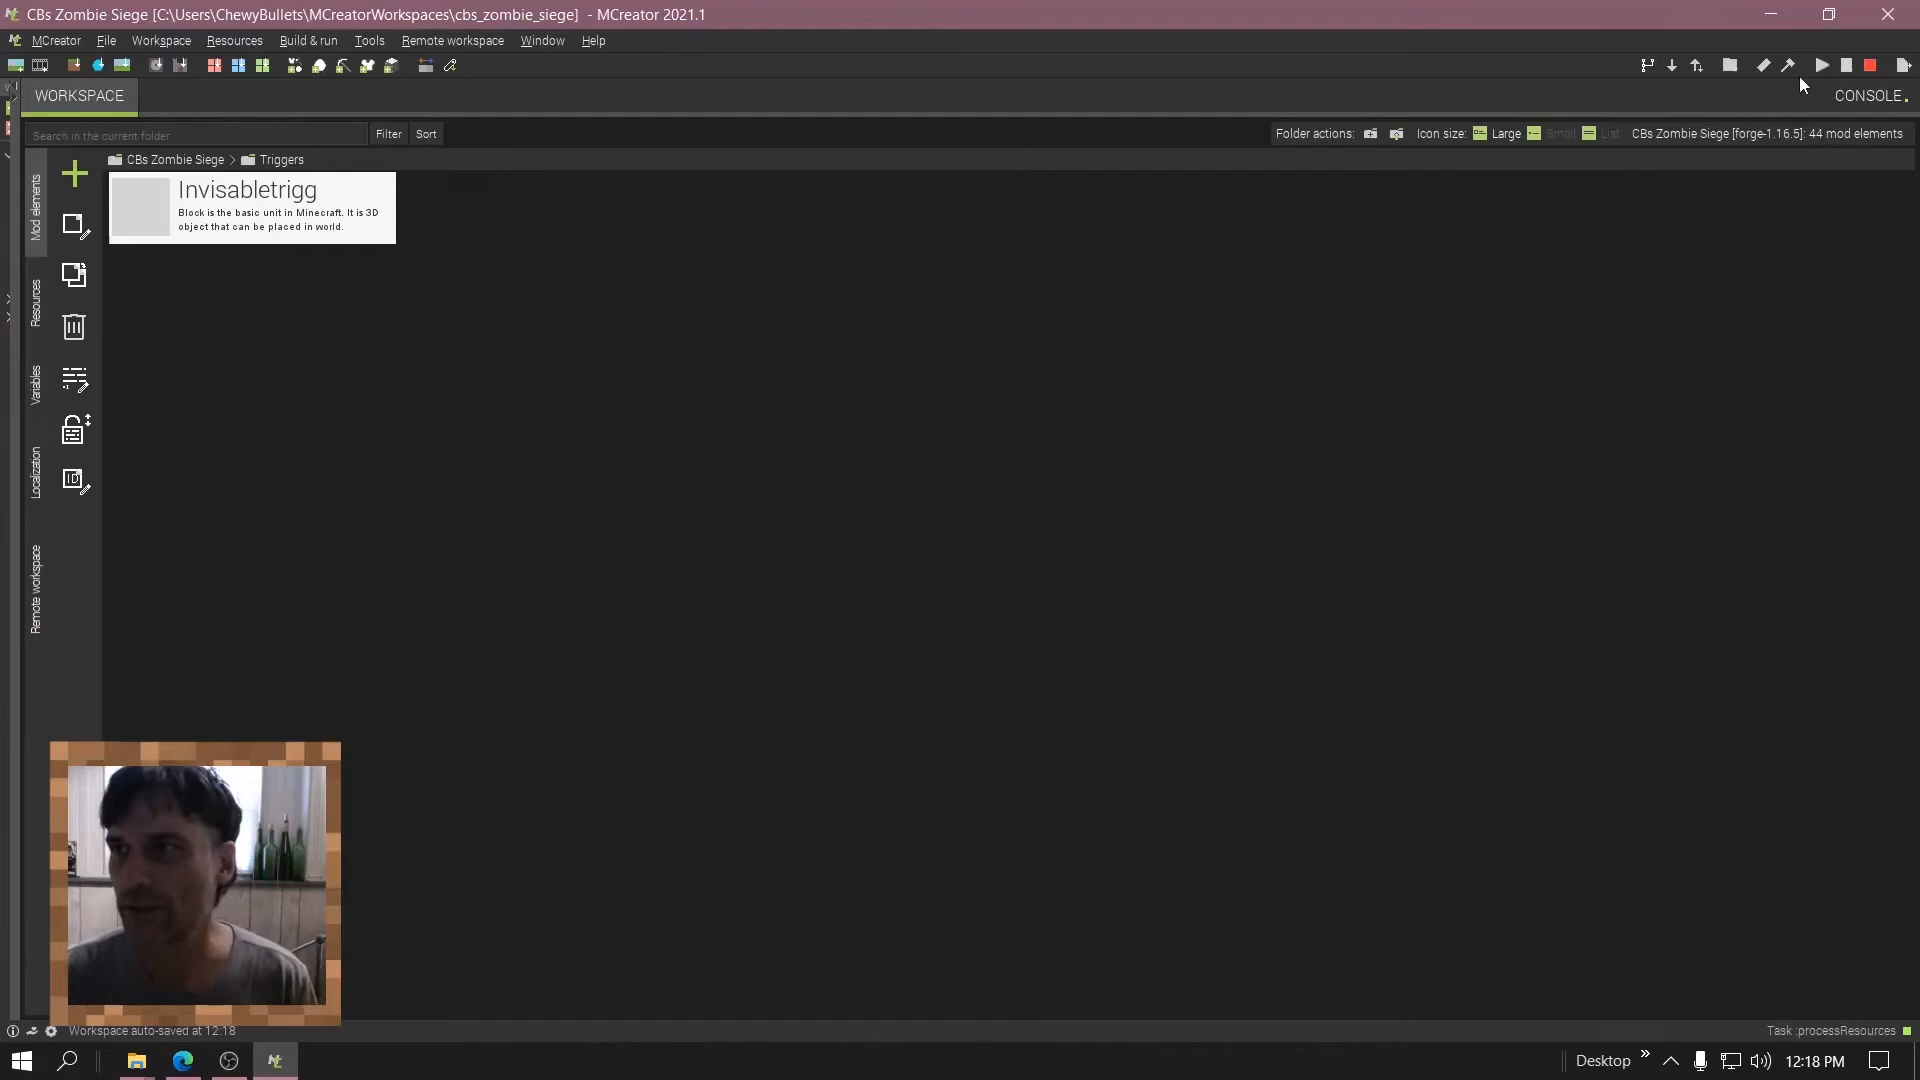 CBs Zombie Siege [C:\Users\ChewyBullets\MCreatorWorkspaces\cbs_zombie_siege] - MCreator 2021.1
MCreator File Workspace Resources Build & run Tools Remote workspace Window Help
WORKSPACE
CONSOLE
Search in the current folder
Filter
Sort
Folder actions:
Icon size:
Large
Small
List
CBs Zombie Siege [forge-1.16.5]: 44 mod elements
CBs Zombie Siege > Triggers
Invisabletrigg
Block is the basic unit in Minecraft. It is 3D
object that can be placed in world.
Mod elements
Resources
Variables
Localization
Remote workspace
ID
Workspace auto-saved at 12:18
Task :processResources
Desktop
12:18 PM